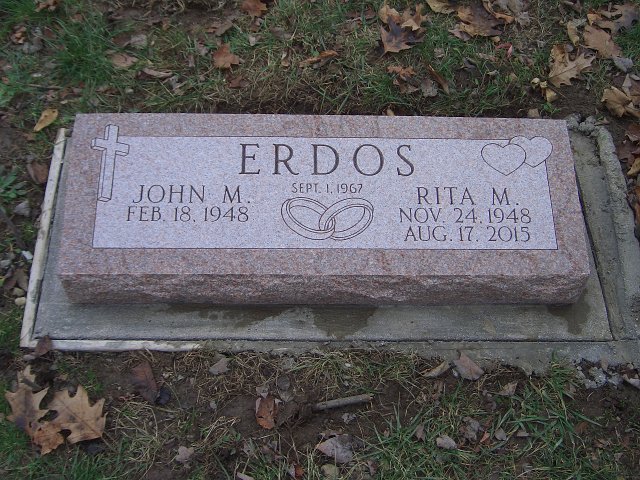 ERDOS
SEPT. 1, 1967
JOHN M.
FEB. 18, 1948
RITA M.
NOV. 24, 1948
AUG. 17, 2015